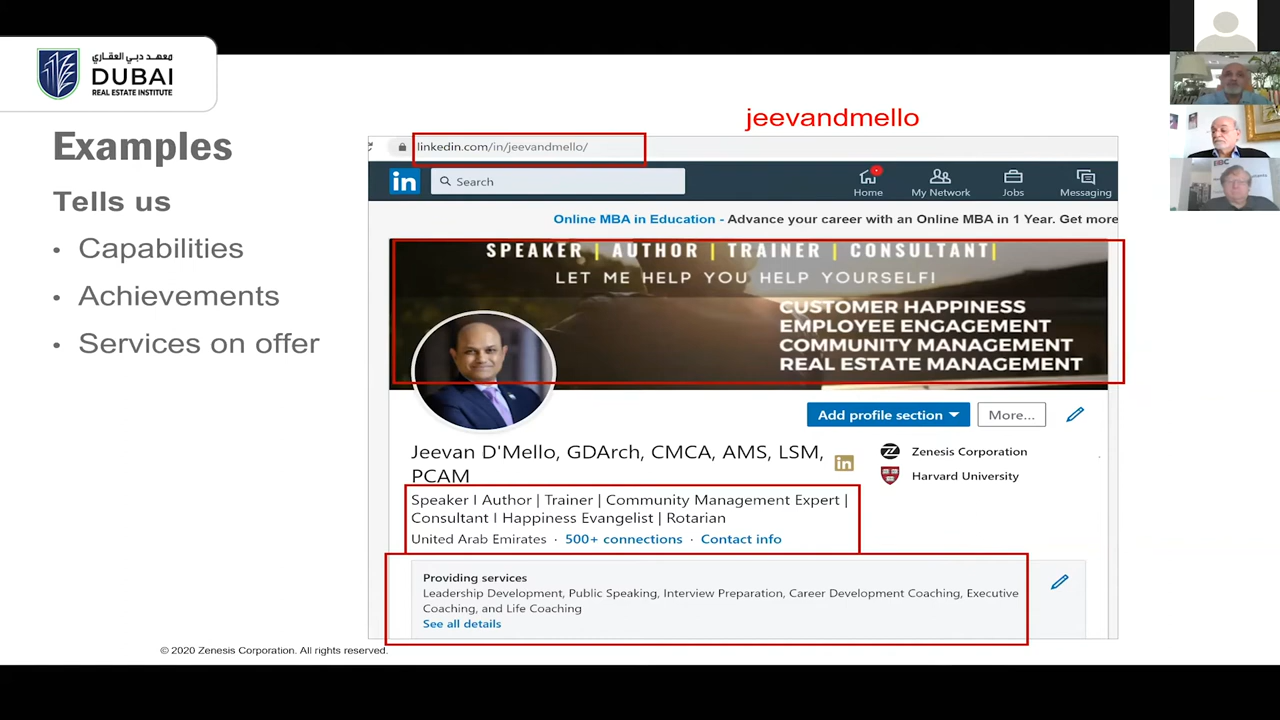 معهد دبي العقاري
DUBAI
REAL ESTATE INSTITUTE
Examples
Tells us
• Capabilities
• Achievements
• Services on offer
jeevandmello
linkedin.com/in/jeevandmello/
in
Search
Home
My Network
Jobs
Messaging
Online MBA in Education - Advance your career with an Online MBA in 1 Year. Get more
SPEAKER | AUTHOR | TRAINER | CONSULTANT|
LET ME HELP YOU HELP YOURSELF!
CUSTOMER HAPPINESS
EMPLOYEE ENGAGEMENT
COMMUNITY MANAGEMENT
REAL ESTATE MANAGEMENT
Add profile section
More...
Jeevan D'Mello, GDArch, CMCA, AMS, LSM,
PCAM
in
Zenesis Corporation
Harvard University
Speaker I Author | Trainer | Community Management Expert |
Consultant I Happiness Evangelist | Rotarian
United Arab Emirates · 500+ connections · Contact info
Providing services
Leadership Development, Public Speaking, Interview Preparation, Career Development Coaching, Executive
Coaching, and Life Coaching
See all details
© 2020 Zenesis Corporation. All rights reserved.